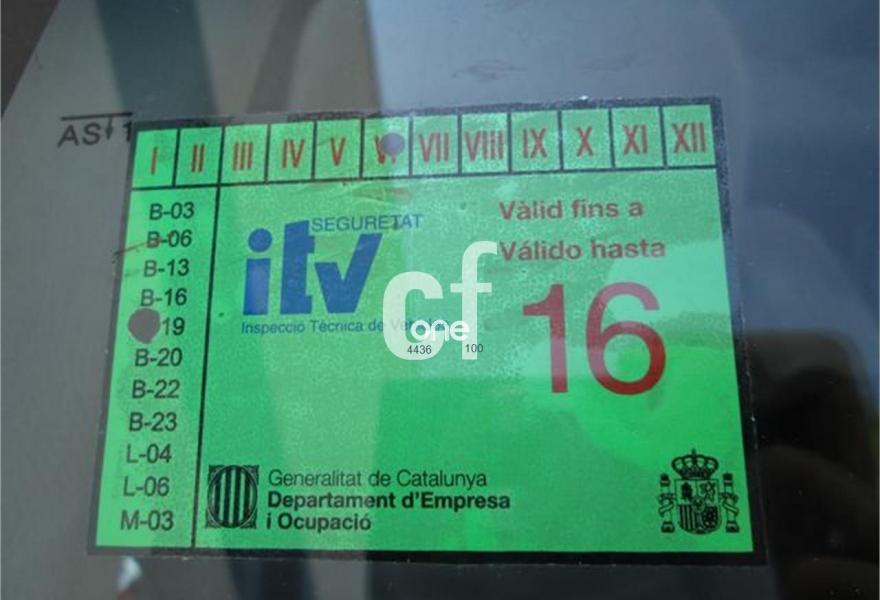 AS 1
I II III IV V VI VII VIII IX X XI XII
B-03
B-06
B-13
B-16
19
B-20
B-22
B-23
L-04
L-06
M-03
SEGURETAT
itv
Inspecció Tècnica de
Vàlid fins a
Válido hasta
16
cf
one
4436 100
Generalitat de Catalunya
Departament d'Empresa
i Ocupació